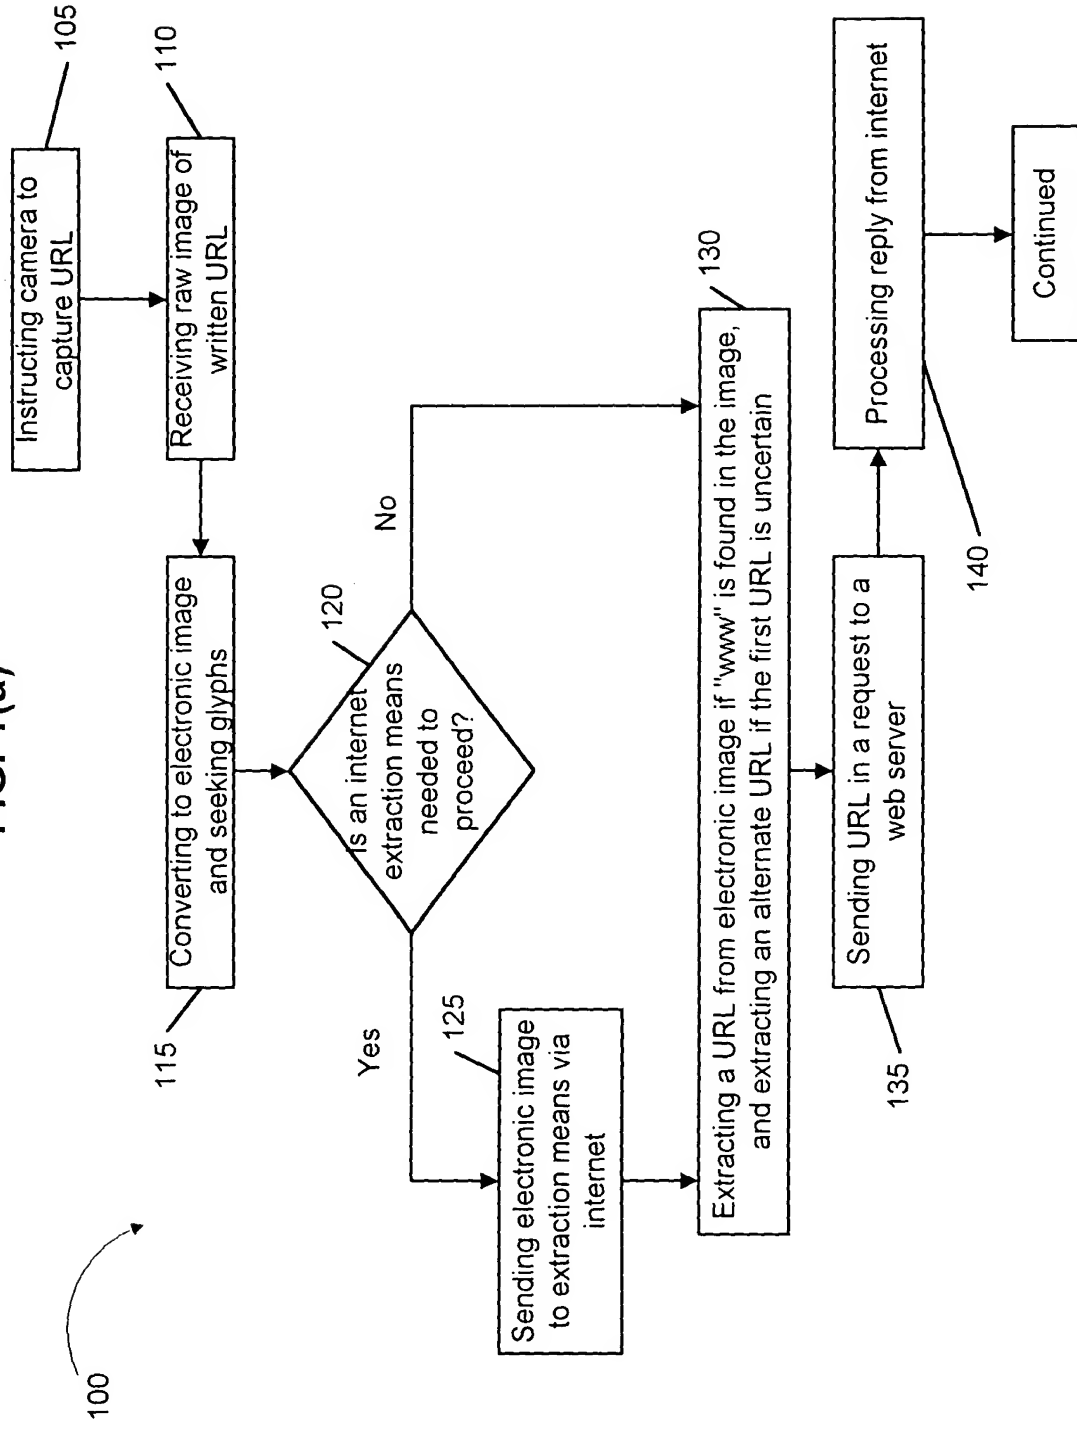 100
Instructing camera to
capture URL
105
Receiving raw image of
written URL
110
Converting to electronic image
and seeking glyphs
115
Is an internet
extraction means
needed to
proceed?
120
Yes
No
Sending electronic image
to extraction means via
internet
125
Extracting a URL from electronic image if "www" is found in the image,
and extracting an alternate URL if the first URL is uncertain
130
Sending URL in a request to a
web server
135
Processing reply from internet
140
Continued